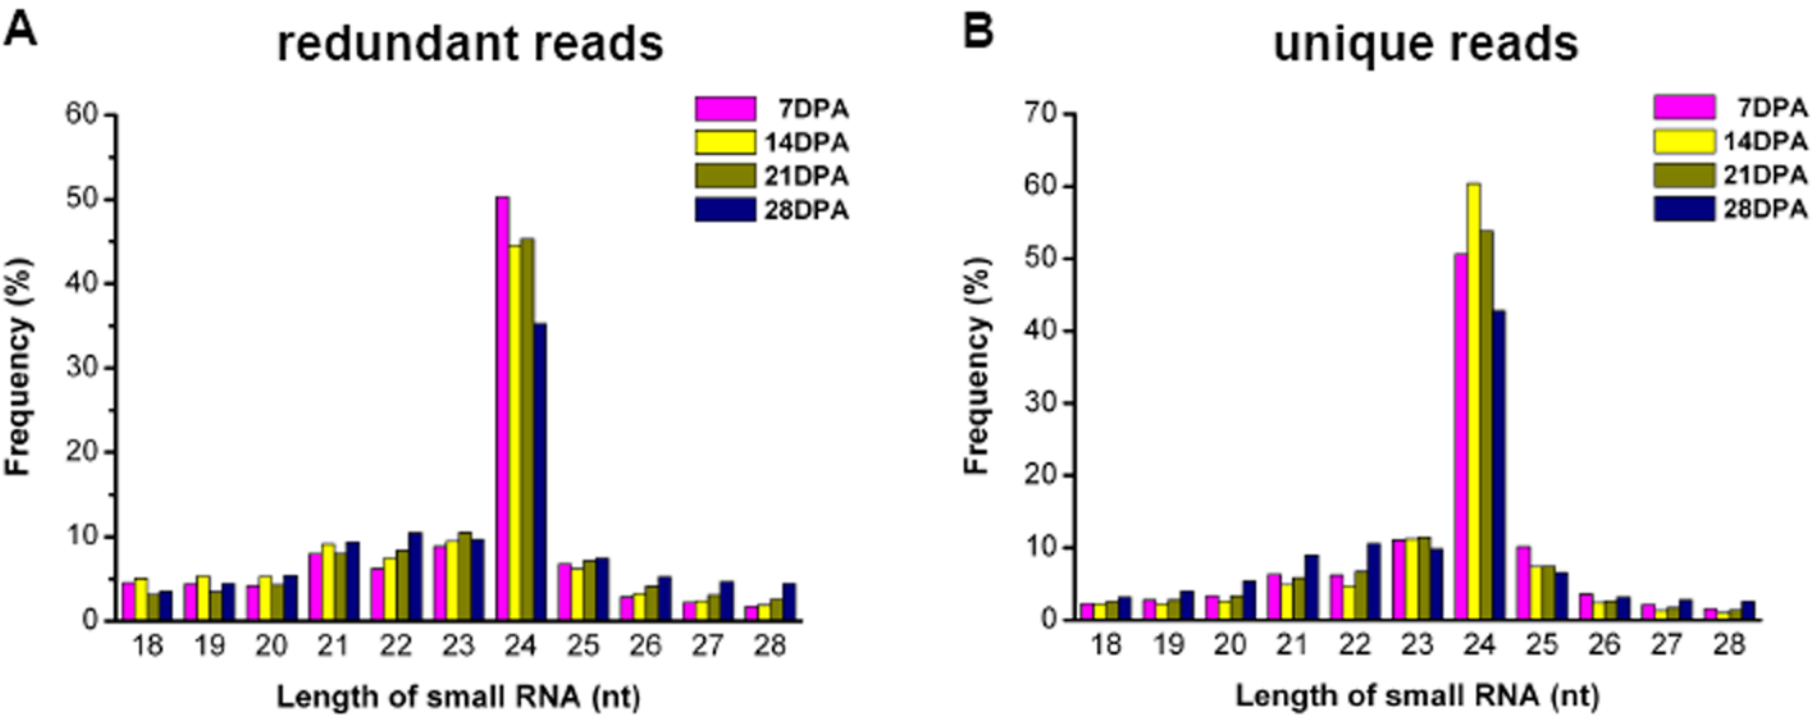 A
redundant reads
7DPA
14DPA
21DPA
28DPA
60
50
40
30
20
10
0
Frequency (%)
18 19 20 21 22 23 24 25 26 27 28
Length of small RNA (nt)
B
unique reads
7DPA
14DPA
21DPA
28DPA
70
60
50
40
30
20
10
0
Frequency (%)
18 19 20 21 22 23 24 25 26 27 28
Length of small RNA (nt)